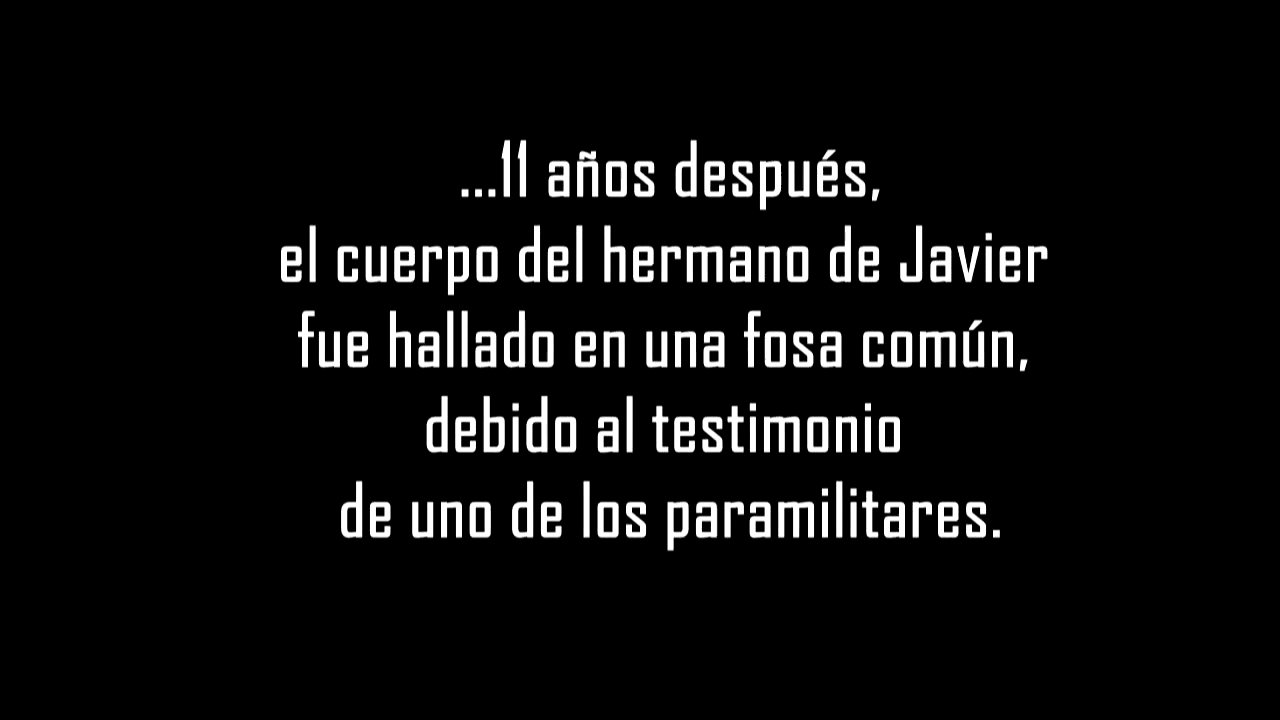 ...11 años después,
el cuerpo del hermano de Javier
fue hallado en una fosa común,
debido al testimonio
de uno de los paramilitares.